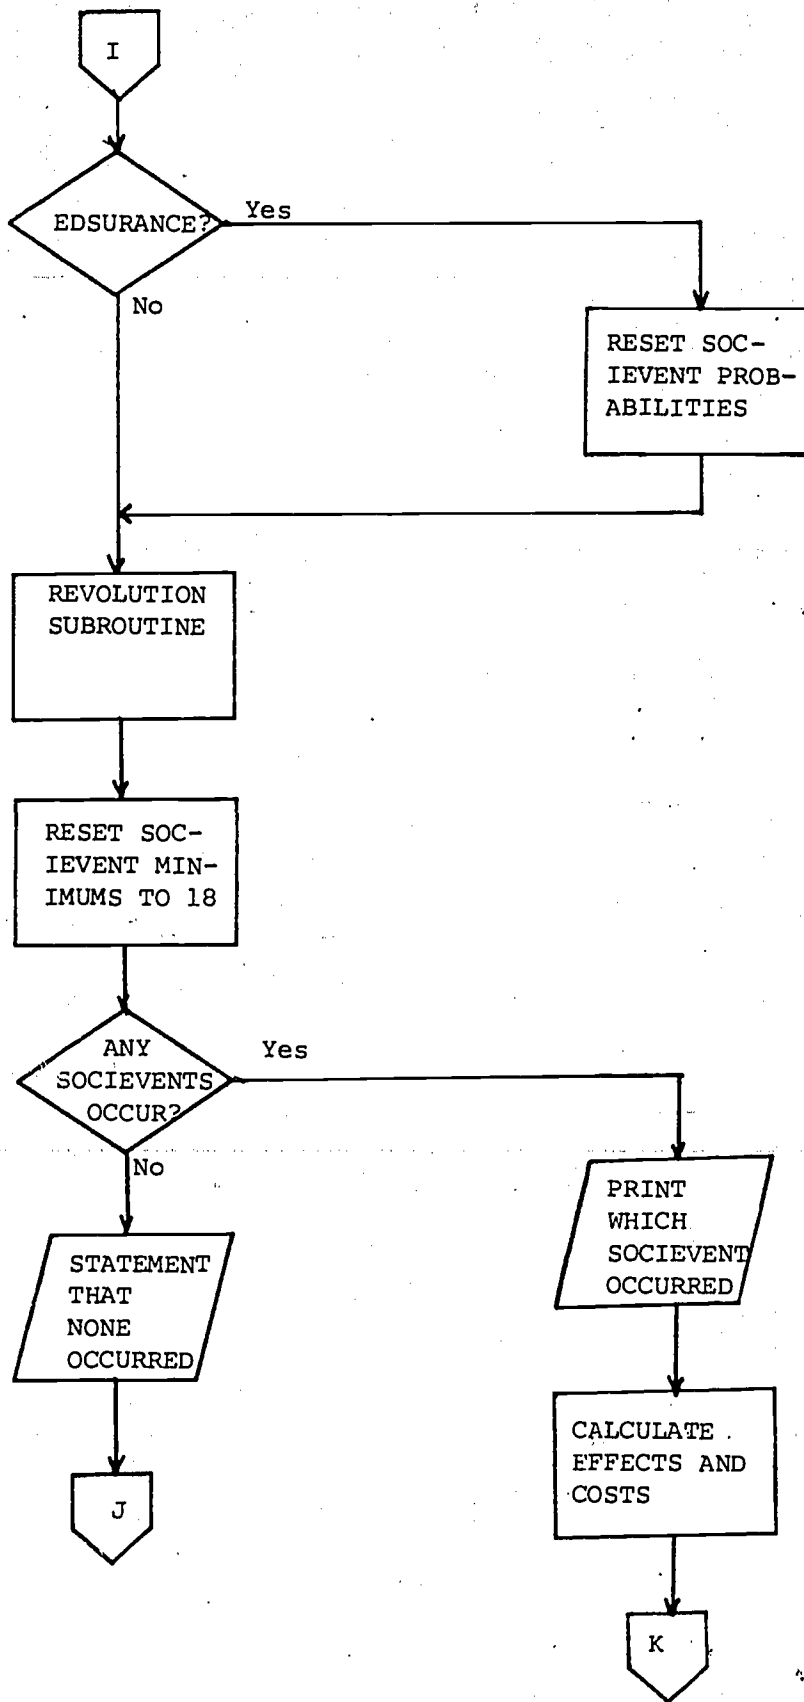 I
EDSURANCE?
Yes
No
RESET SOC-
IEVENT PROB-
ABILITIES
REVOLUTION
SUBROUTINE
RESET SOC-
IEVENT MIN-
IMUMS TO 18
ANY
SOCIEVENTS
OCCUR?
Yes
No
STATEMENT
THAT
NONE
OCCURRED
PRINT
WHICH
SOCIEVENT
OCCURRED
CALCULATE
EFFECTS AND
COSTS
J
K